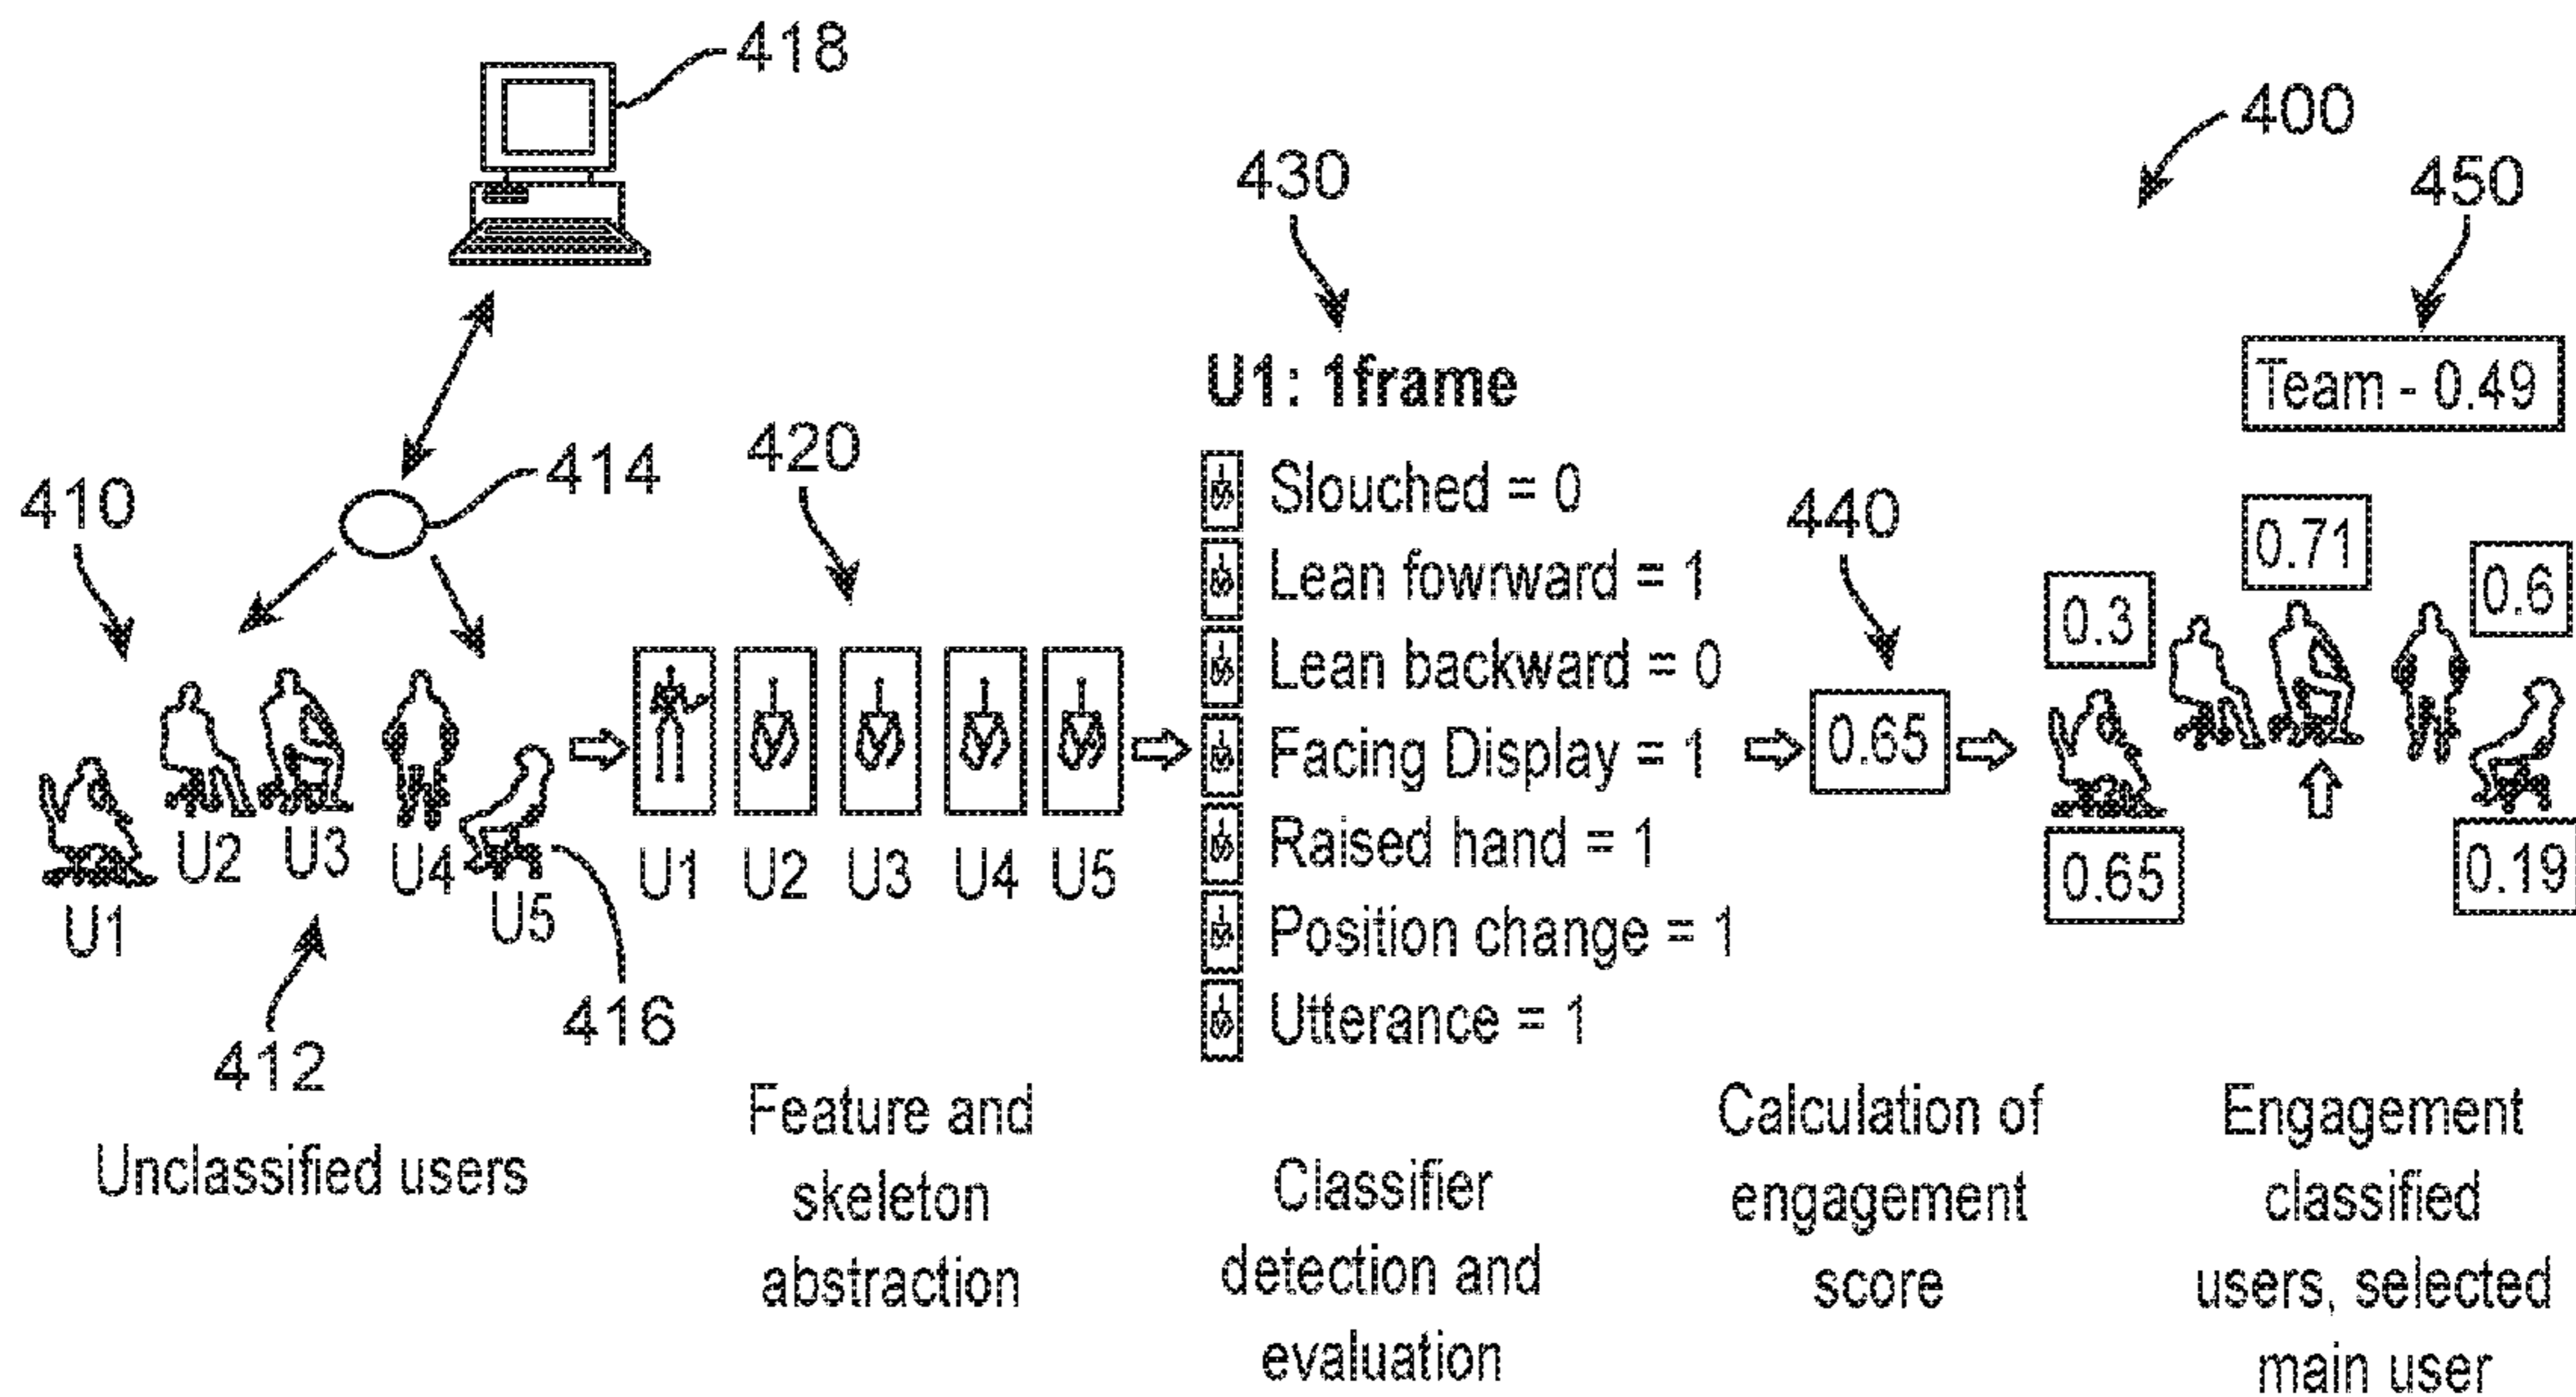 418
400
430
450
U1: 1frame
Team - 0.49
410
414
420
Slouched = 0
440
0.71
Lean fowrward = 1
0.3
0.6
Lean backward = 0
Facing Display = 1
0.65
U1
U2
U3
U4
U5
U1
U2
U3
U4
U5
Raised hand = 1
0.65
0.19
Position change = 1
412
416
Utterance = 1
Unclassified users
Feature and
skeleton
abstraction
Classifier
detection and
evaluation
Calculation of
engagement
score
Engagement
classified
users, selected
main user